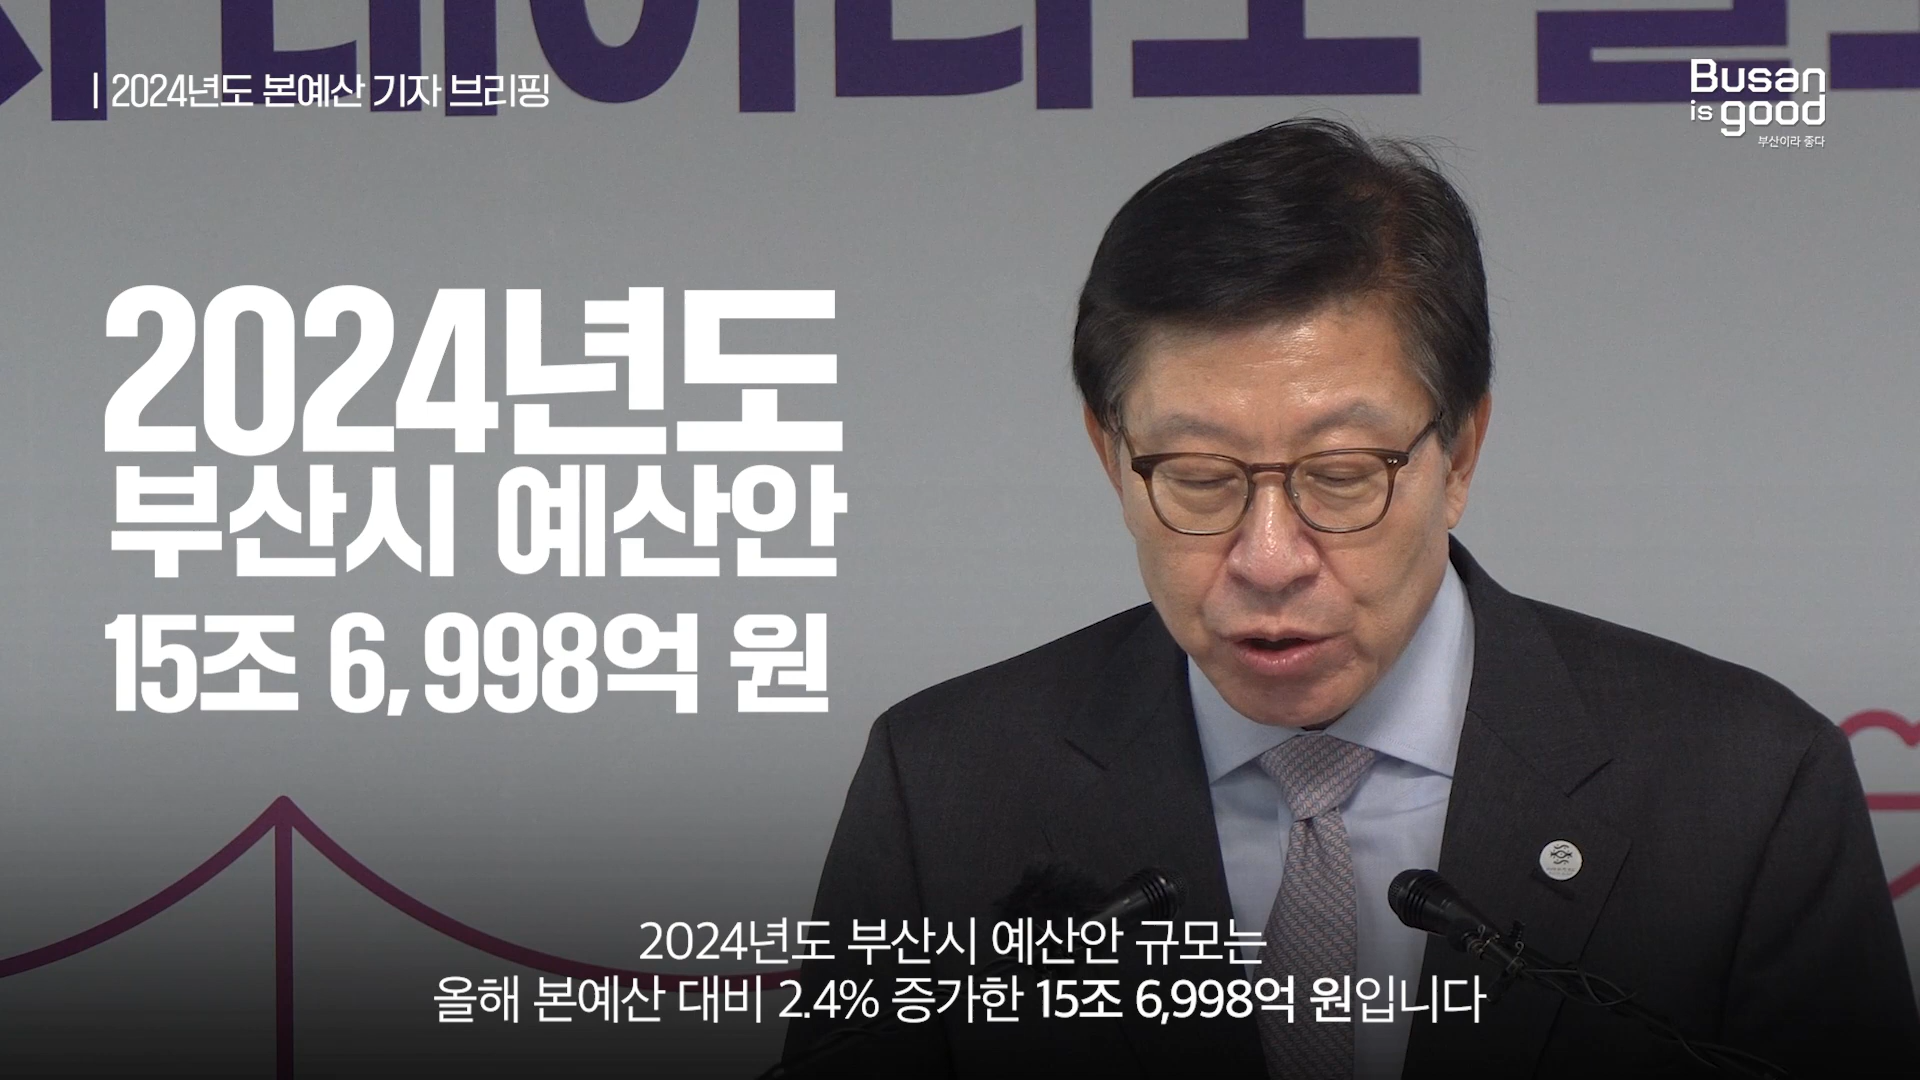 | 2024년도 본예산 기자 브리핑
Busan
is good
부산이라 좋다
2024년도
부산시 예산안
15조 6,998억 원
2024년도 부산시 예산안 규모는
올해 본예산 대비 2.4% 증가한 15조 6,998억 원입니다